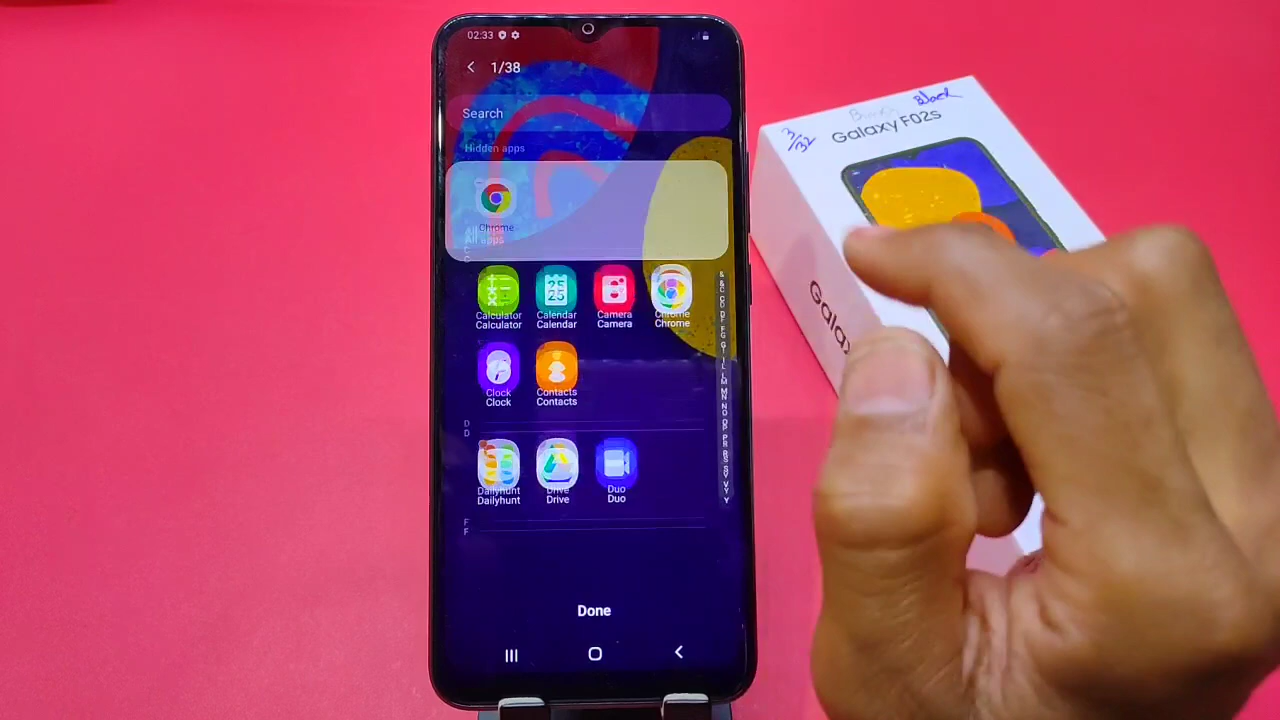 02:33
1/38
Search
Hidden apps
Chrome
All apps
C
Calculator Calendar Camera Chrome
Calculator Calendar Camera Chrome
Clock Contacts
Clock Contacts
D
D
Dailyhunt Drive Duo
Dailyhunt Drive Duo
F
F
Done
Black
3/32
Galaxy F02s
Galax